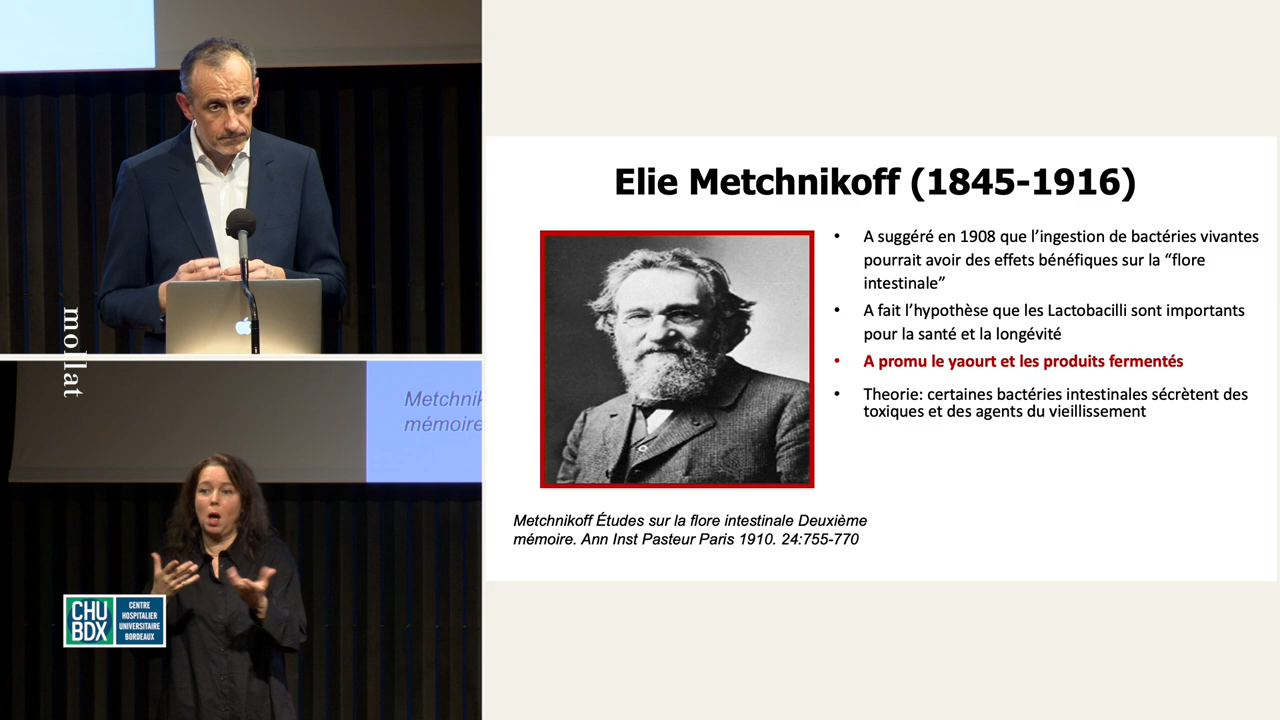 mollat
Metchnik
mémoire
CHU
BDX
CENTRE
HOSPITALIER
UNIVERSITAIRE
BORDEAUX
Elie Metchnikoff (1845-1916)
• A suggéré en 1908 que l’ingestion de bactéries vivantes
pourrait avoir des effets bénéfiques sur la “flore
intestinale”
• A fait l’hypothèse que les Lactobacilli sont importants
pour la santé et la longévité
• A promu le yaourt et les produits fermentés
• Theorie: certaines bactéries intestinales sécrètent des
toxiques et des agents du vieillissement
Metchnikoff Études sur la flore intestinale Deuxième
mémoire. Ann Inst Pasteur Paris 1910. 24:755-770